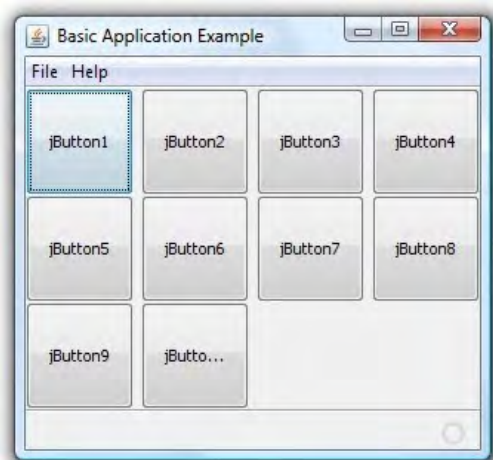 Basic Application Example
File Help
jButton1 jButton2 jButton3 jButton4
jButton5 jButton6 jButton7 jButton8
jButton9 jButto...